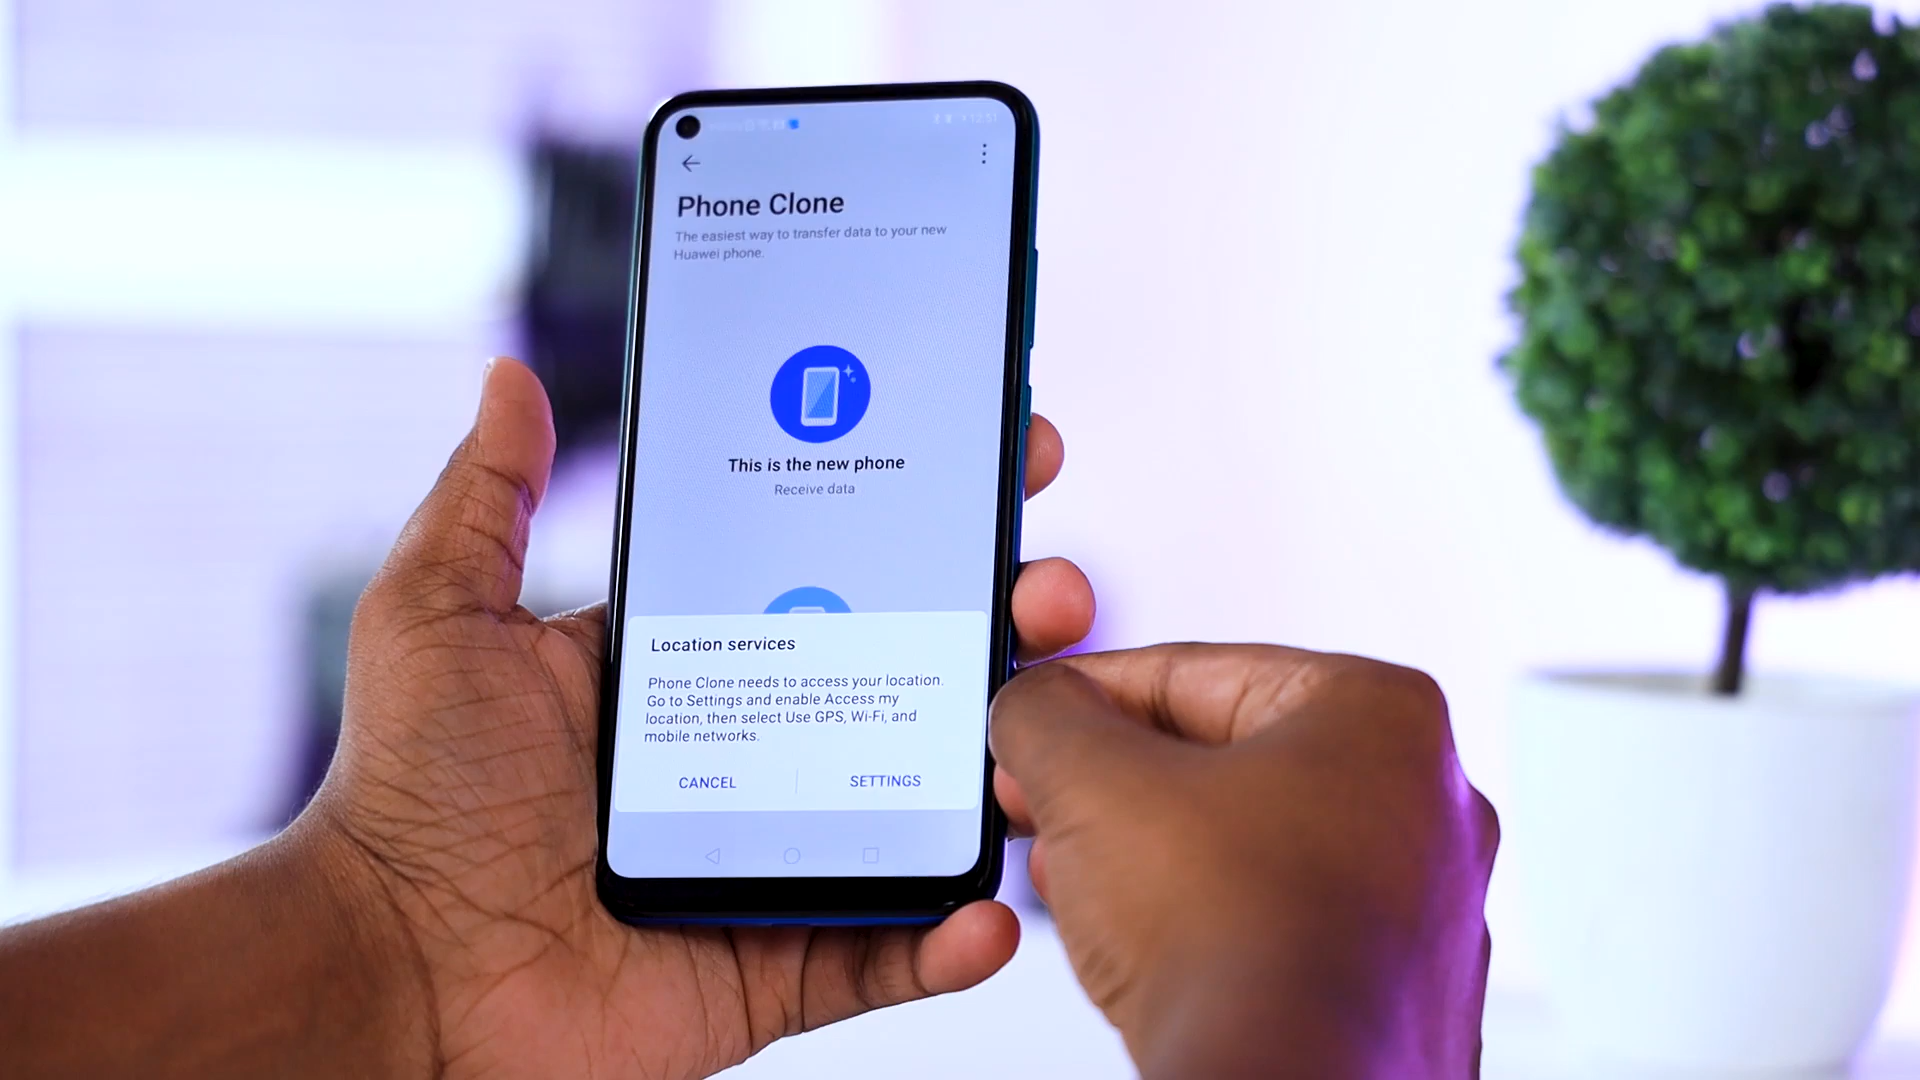 12:51
Phone Clone
The easiest way to transfer data to your new
Huawei phone.
This is the new phone
Receive data
Location services
Phone Clone needs to access your location.
Go to Settings and enable Access my
location, then select Use GPS, Wi-Fi, and
mobile networks.
CANCEL
SETTINGS